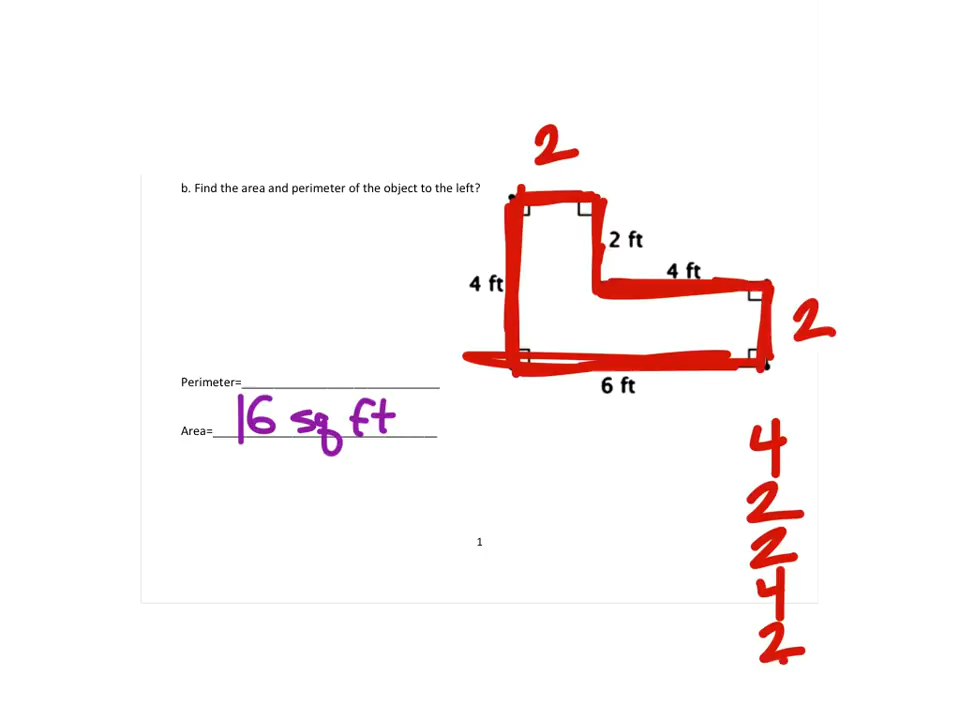 2
b. Find the area and perimeter of the object to the left?
2 ft
4 ft
4 ft
2
6 ft
Perimeter=
Area= 16 sq ft
4
2
2
4
2
1